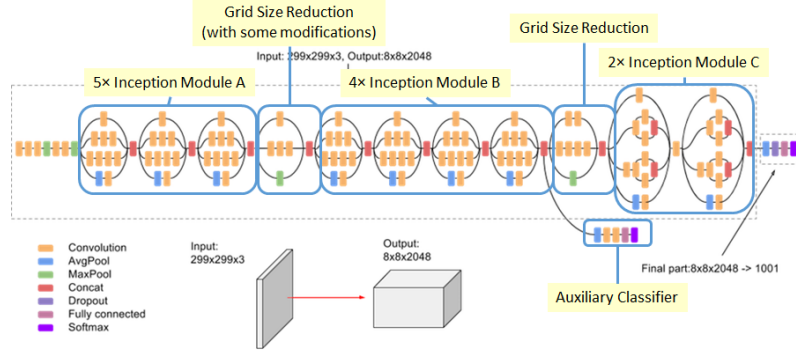 Grid Size Reduction
(with some modifications)
Grid Size Reduction
Input: 299x299x3, Output:8x8x2048
5× Inception Module A
4× Inception Module B
2× Inception Module C
Convolution
AvgPool
MaxPool
Concat
Dropout
Fully connected
Softmax
Input:
299x299x3
Output:
8x8x2048
Final part:8x8x2048 -> 1001
Auxiliary Classifier